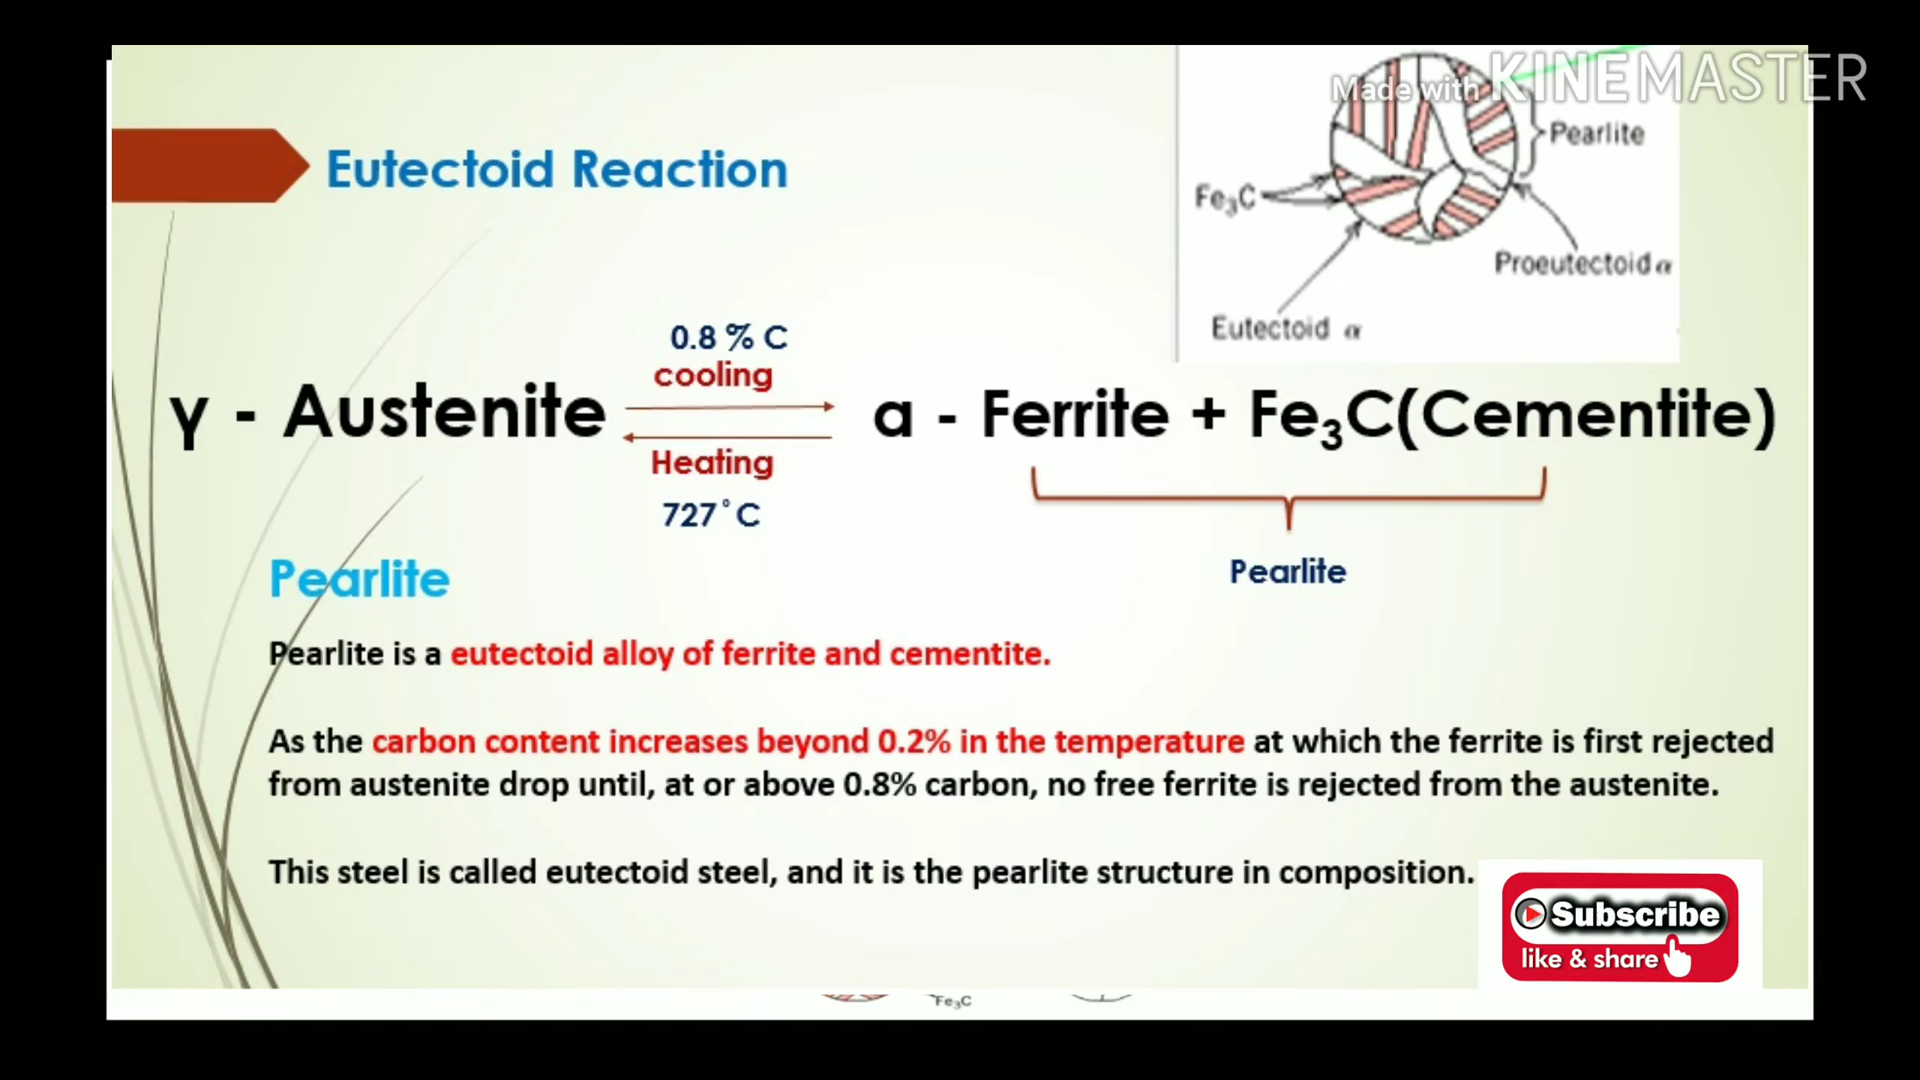 Made with KINEMASTER
Eutectoid Reaction
Pearlite
Fe₃C
Proeutectoid α
Eutectoid α
0.8 % C
cooling
γ - Austenite
α - Ferrite + Fe₃C(Cementite)
Heating
727°C
Pearlite
Pearlite
Pearlite is a eutectoid alloy of ferrite and cementite.
As the carbon content increases beyond 0.2% in the temperature at which the ferrite is first rejected
from austenite drop until, at or above 0.8% carbon, no free ferrite is rejected from the austenite.
This steel is called eutectoid steel, and it is the pearlite structure in composition.
Subscribe
like & share
Fe₃C